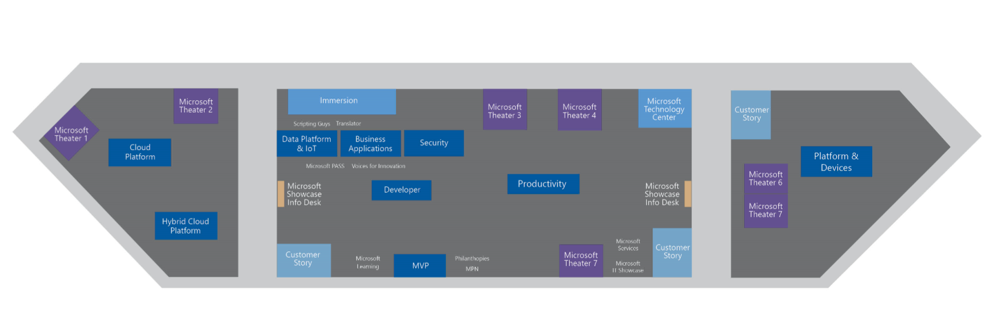 Microsoft
Theater 1
Microsoft
Theater 2
Cloud
Platform
Hybrid Cloud
Platform
Immersion
Scripting Guys
Translator
Data Platform
& IoT
Business
Applications
Security
Microsoft PASS
Voices for Innovation
Microsoft
Showcase
Info Desk
Developer
Productivity
Microsoft
Theater 3
Microsoft
Theater 4
Microsoft
Technology
Center
Microsoft
Showcase
Info Desk
Customer
Story
Microsoft
Learning
MVP
Philanthopies
MPN
Microsoft
Theater 7
Microsoft
Services
Microsoft
IT Showcase
Customer
Story
Customer
Story
Platform &
Devices
Microsoft
Theater 6
Microsoft
Theater 7